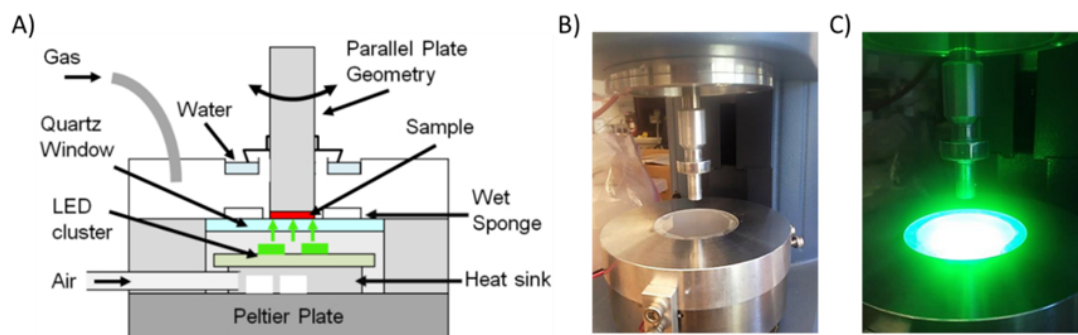 A)
Gas
Water
Quartz
Window
LED
cluster
Air
Parallel Plate
Geometry
Sample
Wet
Sponge
Heat sink
Peltier Plate
B)
C)